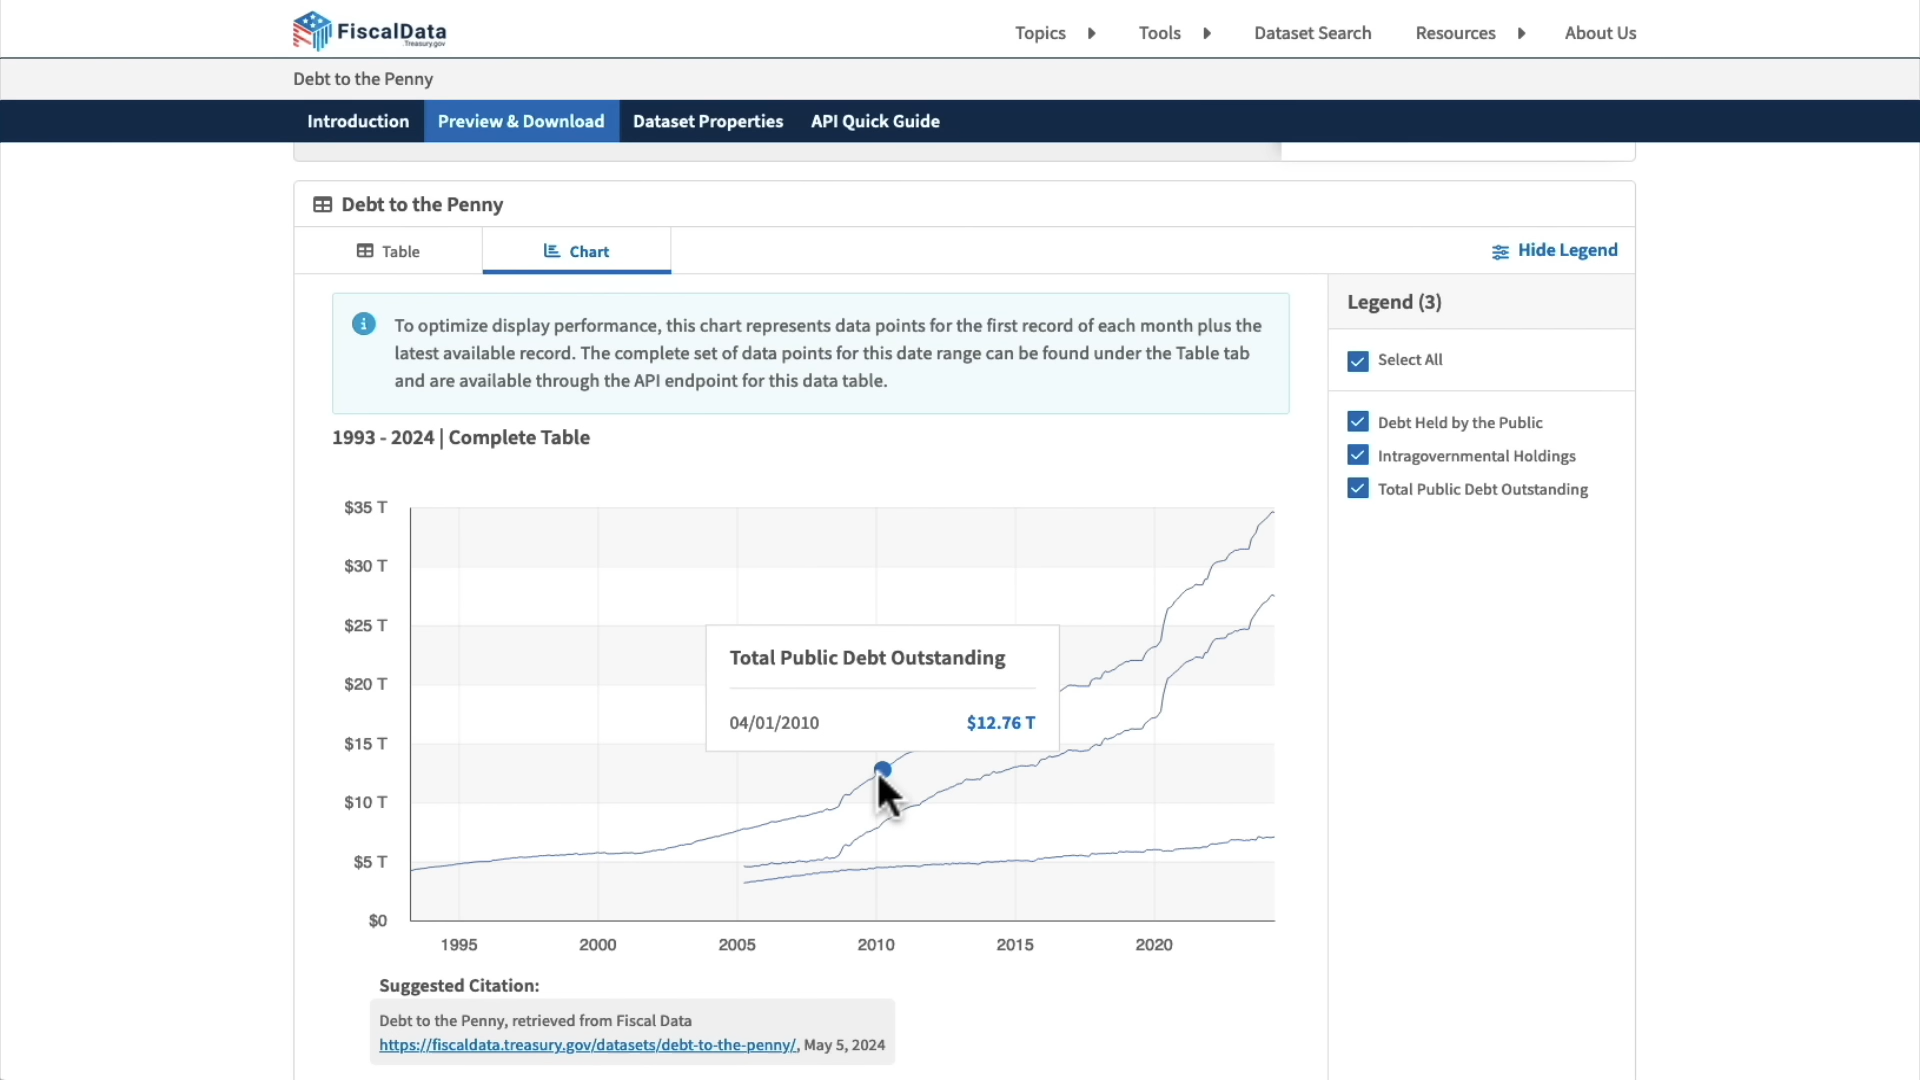 FiscalData
.Treasury.gov
Topics
Tools
Dataset Search
Resources
About Us
Debt to the Penny
Introduction
Preview & Download
Dataset Properties
API Quick Guide
Debt to the Penny
Table
Chart
Hide Legend
To optimize display performance, this chart represents data points for the first record of each month plus the
latest available record. The complete set of data points for this date range can be found under the Table tab
and are available through the API endpoint for this data table.
Legend (3)
Select All
Debt Held by the Public
Intragovernmental Holdings
Total Public Debt Outstanding
1993 - 2024 | Complete Table
$35 T
$30 T
$25 T
$20 T
$15 T
$10 T
$5 T
$0
Total Public Debt Outstanding
04/01/2010 $12.76 T
1995 2000 2005 2010 2015 2020
Suggested Citation:
Debt to the Penny, retrieved from Fiscal Data
https://fiscaldata.treasury.gov/datasets/debt-to-the-penny/, May 5, 2024